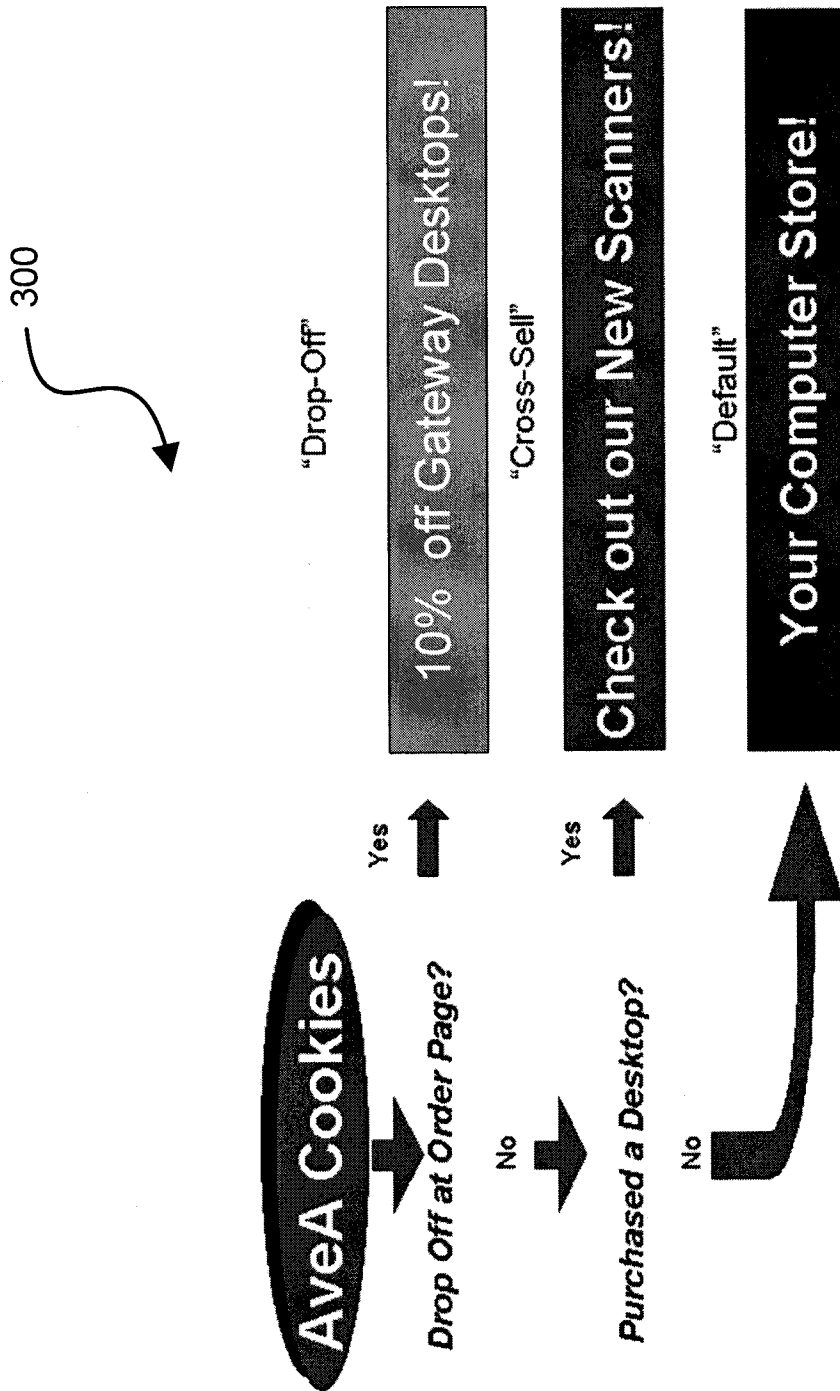 300
AveA Cookies
"Drop-Off"
Drop Off at Order Page?
Yes
10% off Gateway Desktops!
No
"Cross-Sell"
Purchased a Desktop?
Yes
Check out our New Scanners!
No
"Default"
Your Computer Store!